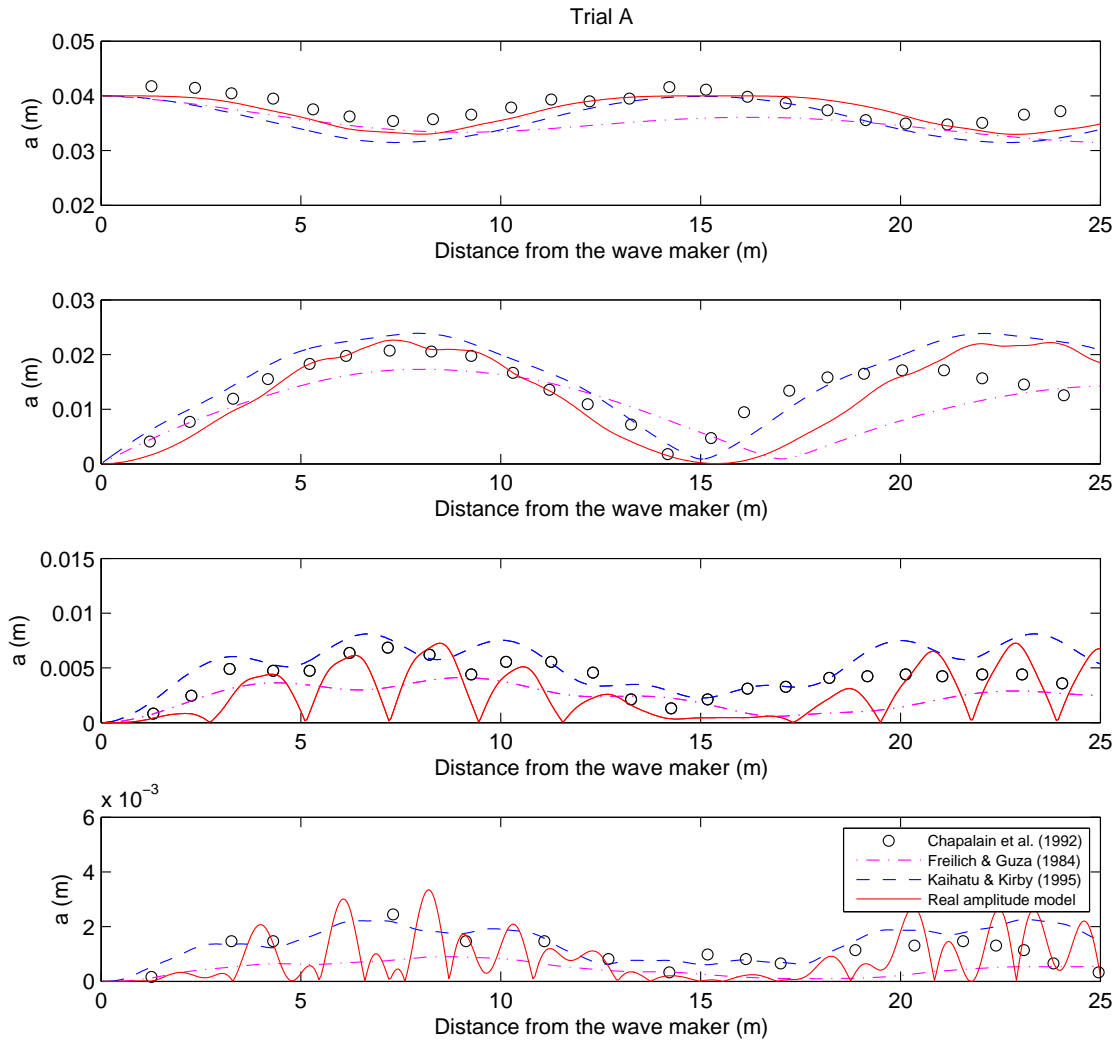 Trial A
0.05
0.04
0.03
0.02
a (m)
0 5 10 15 20 25
Distance from the wave maker (m)
0.03
0.02
0.01
0
a (m)
0 5 10 15 20 25
Distance from the wave maker (m)
0.015
0.01
0.005
0
a (m)
0 5 10 15 20 25
Distance from the wave maker (m)
x 10⁻³
6
4
2
0
a (m)
Chapalain et al. (1992)
Freilich & Guza (1984)
Kaihatu & Kirby (1995)
Real amplitude model
0 5 10 15 20 25
Distance from the wave maker (m)